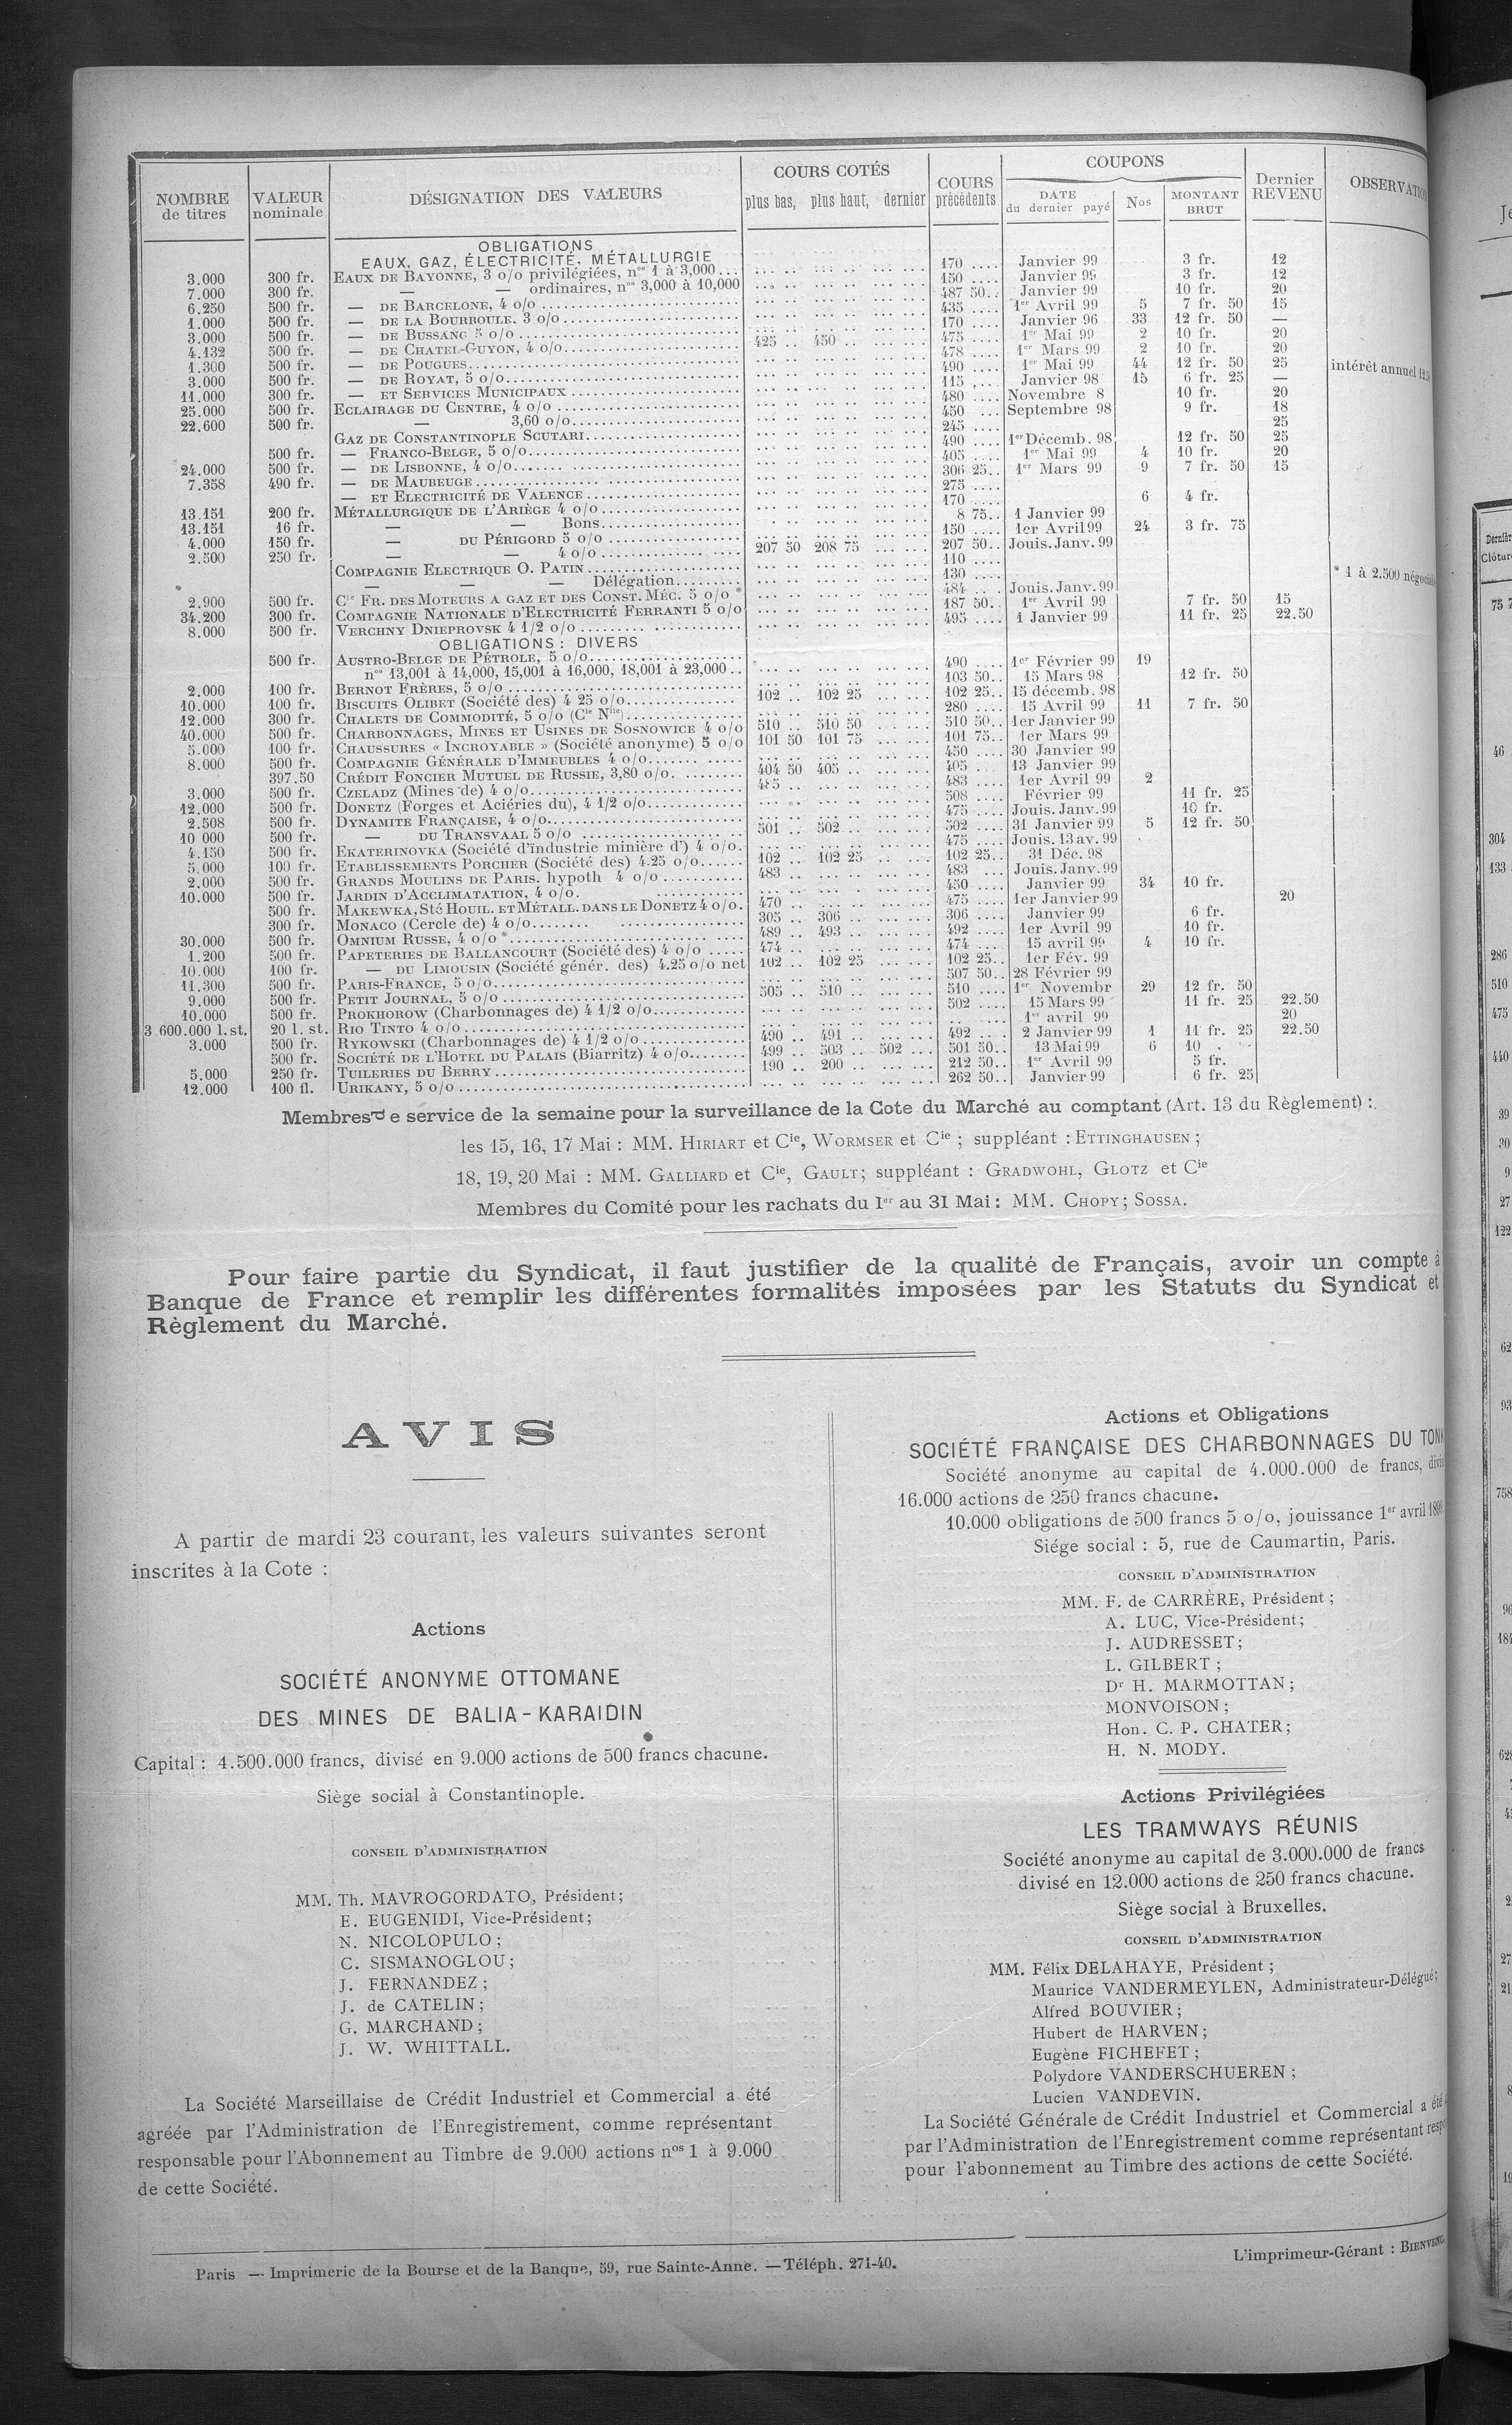 NOMBRE de titres | VALEUR nominale | DÉSIGNATION DES VALEURS | COURS COTÉS plus bas, plus haut, dernier | COURS précédents | COUPONS DATE du dernier payé | Nos | MONTANT BRUT | Dernier REVENU
OBLIGATIONS
EAUX, GAZ, ÉLECTRICITÉ, MÉTALLURGIE
3.000 300 fr. EAUX DE BAYONNE, 3 o/o privilégiées, nos 1 à 3,000 ... 170 .... Janvier 99 3 fr. 12
7.000 300 fr. — — ordinaires, nos 3,000 à 10,000 150 .... Janvier 99 3 fr. 12
6.250 500 fr. — DE BARCELONE, 4 o/o 487 50.. Janvier 99 10 fr. 20
1.000 500 fr. — DE LA BOURBOULE. 3 o/o 435 .... 1er Avril 99 5 7 fr. 50 15
3.000 500 fr. — DE BUSSANG 5 o/o 170 .... Janvier 96 33 12 fr. 50 —
4.132 500 fr. — DE CHATEL-GUYON, 4 o/o 425 .. 450 .. 475 .... 1er Mai 99 2 10 fr. 20
1.300 500 fr. — DE POUGUES 478 .... 1er Mars 99 2 10 fr. 20
3.000 500 fr. — DE ROYAT, 5 o/o 490 .... 1er Mai 99 44 12 fr. 50 25 intérêt annuel
11.000 300 fr. — ET SERVICES MUNICIPAUX 115 .... Janvier 98 15 6 fr. 25 —
25.000 500 fr. ECLAIRAGE DU CENTRE, 4 o/o 480 .... Novembre 8 10 fr. 20
22.600 500 fr. — 3,60 o/o 450 ... Septembre 98 9 fr. 18
GAZ DE CONSTANTINOPLE SCUTARI 245 .... 25
500 fr. — FRANCO-BELGE, 5 o/o 490 .... 1er Décemb. 98 12 fr. 50 25
24.000 500 fr. — DE LISBONNE, 4 o/o 405 .... 1er Mai 99 4 10 fr. 20
7.358 490 fr. — DE MAUBEUGE 306 25.. 1er Mars 99 9 7 fr. 50 15
— ET ELECTRICITÉ DE VALENCE 275 ....
13.151 200 fr. MÉTALLURGIQUE DE L'ARIÈGE 4 o/o 170 .... 6 4 fr.
13.151 16 fr. — — Bons 8 75.. 1 Janvier 99
4.000 150 fr. — DU PÉRIGORD 5 o/o 150 .... 1er Avril 99 24 3 fr. 75
2.500 250 fr. — — 4 o/o 207 50 208 75 207 50.. Jouis. Janv. 99
COMPAGNIE ELECTRIQUE O. PATIN 110 ....
— — — Délégation 130 .... * 1 à 2.500
2.900 500 fr. Cie FR. DES MOTEURS A GAZ ET DES CONST. MÉC. 5 o/o * 484 .. . Jouis. Janv. 99
34.200 300 fr. COMPAGNIE NATIONALE D'ELECTRICITÉ FERRANTI 5 o/o 187 50. 1er Avril 99 7 fr. 50 15
8.000 500 fr. VERCHNY DNIEPROVSK 4 1/2 o/o 495 .... 1 Janvier 99 11 fr. 25 22.50
OBLIGATIONS : DIVERS
500 fr. AUSTRO-BELGE DE PÉTROLE, 5 o/o
nos 13,001 à 14,000, 15,001 à 16,000, 18,001 à 23,000 .. 490 .... 1er Février 99 19
2.000 100 fr. BERNOT FRÈRES, 5 o/o 103 50.. 15 Mars 98 12 fr. 50
10.000 100 fr. BISCUITS OLIBET (Société des) 4 25 o/o 102 .. 102 25 102 25.. 15 décemb. 98
12.000 300 fr. CHALETS DE COMMODITÉ, 5 o/o (Cie Nlle) 280 .... 15 Avril 99 11 7 fr. 50
40.000 500 fr. CHARBONNAGES, MINES ET USINES DE SOSNOWICE 4 o/o 510 .. 510 50 510 50.. 1er Janvier 99
5.000 100 fr. CHAUSSURES « INCROYABLE » (Société anonyme) 5 o/o 101 50 101 75 101 75.. 1er Mars 99
8.000 500 fr. COMPAGNIE GÉNÉRALE D'IMMEUBLES 4 o/o 450 .... 30 Janvier 99
397.50 CRÉDIT FONCIER MUTUEL DE RUSSIE, 3,80 o/o. 404 50 405 .. 405 ... 13 Janvier 99
3.000 500 fr. CZELADZ (Mines de) 4 o/o 485 .. 483 .... 1er Avril 99 2
12.000 500 fr. DONETZ (Forges et Aciéries du), 4 1/2 o/o 508 .... Février 99 11 fr. 25
2.508 500 fr. DYNAMITE FRANÇAISE, 4 o/o 475 .... Jouis. Janv. 99 10 fr.
10 000 500 fr. — DU TRANSVAAL 5 o/o 501 .. 502 .. 502 .... 31 Janvier 99 5 12 fr. 50
4.150 500 fr. EKATERINOVKA (Société d'industrie minière d') 4 o/o. 475 .... Jouis. 13 av. 99
5.000 100 fr. ETABLISSEMENTS PORCHER (Société des) 4.25 o/o 102 .. 102 25 102 25.. 31 Déc. 98
2.000 500 fr. GRANDS MOULINS DE PARIS. hypoth 4 o/o 483 483 ... Jouis. Janv. 99
10.000 500 fr. JARDIN D'ACCLIMATATION, 4 o/o. 450 .... Janvier 99 34 10 fr.
500 fr. MAKEWKA, Sté HOUIL. ET MÉTALL. DANS LE DONETZ 4 o/o. 470 .. 475 .... 1er Janvier 99 20
300 fr. MONACO (Cercle de) 4 o/o 305 .. 306 .. 306 .... Janvier 99 6 fr.
30.000 500 fr. OMNIUM RUSSE, 4 o/o * 489 .. 493 .. 492 .... 1er Avril 99 10 fr.
1.200 500 fr. PAPETERIES DE BALLANCOURT (Société des) 4 o/o 474 .. 474 ... 15 avril 99 4 10 fr.
10.000 100 fr. — DU LIMOUSIN (Société génér. des) 4.25 o/o net 102 .. 102 25 102 25.. 1er Fév. 99
11.300 500 fr. PARIS-FRANCE, 5 o/o 507 50.. 28 Février 99
9.000 500 fr. PETIT JOURNAL, 5 o/o 505 .. 510 .. 510 .... 1er Novembr 29 12 fr. 50
10.000 500 fr. PROKHOROW (Charbonnages de) 4 1/2 o/o 502 .... 15 Mars 99 11 fr. 25 22.50
3 600.000 l.st. 20 l. st. RIO TINTO 4 o/o 1er avril 99 20
3.000 500 fr. RYKOWSKI (Charbonnages de) 4 1/2 o/o 490 .. 491 .. 492 .... 2 Janvier 99 1 11 fr. 25 22.50
500 fr. SOCIÉTÉ DE L'HOTEL DU PALAIS (Biarritz) 4 o/o 499 .. 503 .. 502 ... 501 50.. 13 Mai 99 6 10 .
5.000 250 fr. TUILERIES DU BERRY 190 .. 200 .. 212 50.. 1er Avril 99 5 fr.
12.000 100 fl. URIKANY, 5 o/o 262 50.. Janvier 99 6 fr. 25
Membres de service de la semaine pour la surveillance de la Cote du Marché au comptant (Art. 13 du Règlement) :
les 15, 16, 17 Mai : MM. HIRIART et Cie, WORMSER et Cie ; suppléant : ETTINGHAUSEN ;
18, 19, 20 Mai : MM. GALLIARD et Cie, GAULT; suppléant : GRADWOHL, GLOTZ et Cie
Membres du Comité pour les rachats du 1er au 31 Mai : MM. CHOPY; SOSSA.
Pour faire partie du Syndicat, il faut justifier de la qualité de Français, avoir un compte à
Banque de France et remplir les différentes formalités imposées par les Statuts du Syndicat et
Règlement du Marché.
AVIS
A partir de mardi 23 courant, les valeurs suivantes seront
inscrites à la Cote :
Actions
SOCIÉTÉ ANONYME OTTOMANE
DES MINES DE BALIA-KARAIDIN
Capital : 4.500.000 francs, divisé en 9.000 actions de 500 francs chacune.
Siège social à Constantinople.
CONSEIL D'ADMINISTRATION
MM. Th. MAVROGORDATO, Président;
E. EUGENIDI, Vice-Président;
N. NICOLOPULO ;
C. SISMANOGLOU ;
J. FERNANDEZ ;
J. de CATELIN ;
G. MARCHAND ;
J. W. WHITTALL.
La Société Marseillaise de Crédit Industriel et Commercial a été
agréée par l'Administration de l'Enregistrement, comme représentant
responsable pour l'Abonnement au Timbre de 9.000 actions nos 1 à 9.000
de cette Société.
Actions et Obligations
SOCIÉTÉ FRANÇAISE DES CHARBONNAGES DU
Société anonyme au capital de 4.000.000 de francs,
16.000 actions de 250 francs chacune.
10.000 obligations de 500 francs 5 o/o, jouissance 1er avril
Siége social : 5, rue de Caumartin, Paris.
CONSEIL D'ADMINISTRATION
MM. F. de CARRÈRE, Président ;
A. LUC, Vice-Président;
J. AUDRESSET;
L. GILBERT ;
Dr H. MARMOTTAN ;
MONVOISON ;
Hon. C. P. CHATER;
H. N. MODY.
Actions Privilégiées
LES TRAMWAYS RÉUNIS
Société anonyme au capital de 3.000.000 de francs
divisé en 12.000 actions de 250 francs chacune.
Siège social à Bruxelles.
CONSEIL D'ADMINISTRATION
MM. Félix DELAHAYE, Président ;
Maurice VANDERMEYLEN, Administrateur-Délégué;
Alfred BOUVIER ;
Hubert de HARVEN ;
Eugène FICHEFET ;
Polydore VANDERSCHUEREN ;
Lucien VANDEVIN.
La Société Générale de Crédit Industriel et Commercial a été
par l'Administration de l'Enregistrement comme représentant
pour l'abonnement au Timbre des actions de cette Société.
Paris — Imprimerie de la Bourse et de la Banque, 59, rue Sainte-Anne. — Téléph. 271-40.
L'imprimeur-Gérant :